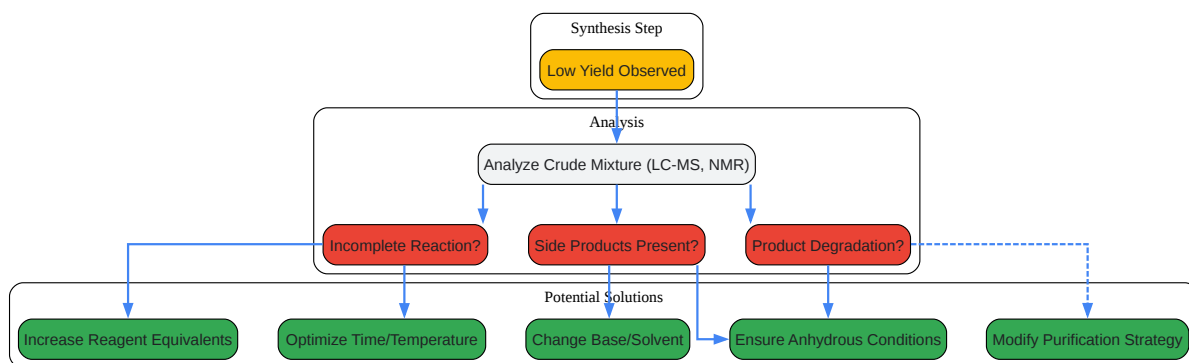 Synthesis Step
Low Yield Observed
Analysis
Analyze Crude Mixture (LC-MS, NMR)
Incomplete Reaction?
Side Products Present?
Product Degradation?
Potential Solutions
Increase Reagent Equivalents
Optimize Time/Temperature
Change Base/Solvent
Ensure Anhydrous Conditions
Modify Purification Strategy